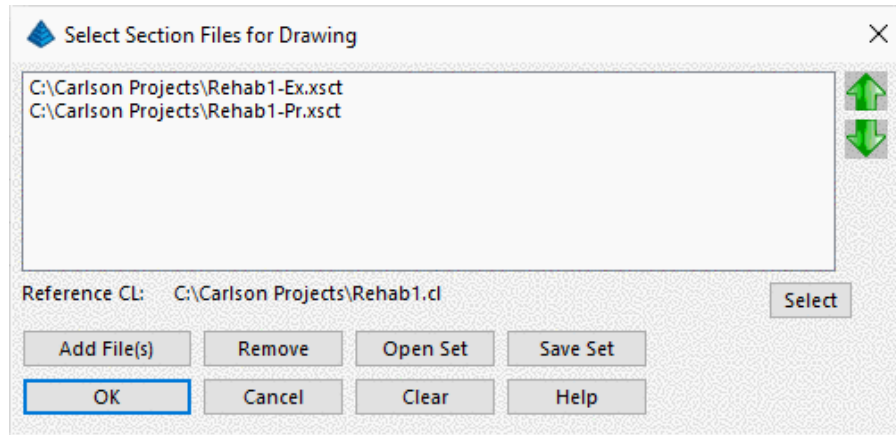 Select Section Files for Drawing
C:\Carlson Projects\Rehab1-Ex.xsct
C:\Carlson Projects\Rehab1-Pr.xsct
Reference CL: C:\Carlson Projects\Rehab1.cl
Select
Add File(s) Remove Open Set Save Set
OK Cancel Clear Help